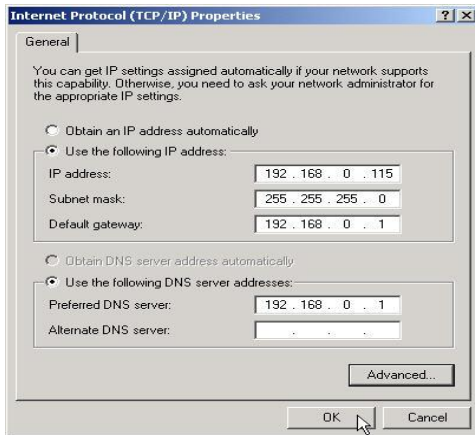 Internet Protocol (TCP/IP) Properties
General
You can get IP settings assigned automatically if your network supports
this capability. Otherwise, you need to ask your network administrator for
the appropriate IP settings.
Obtain an IP address automatically
Use the following IP address:
IP address: 192 . 168 . 0 . 115
Subnet mask: 255 . 255 . 255 . 0
Default gateway: 192 . 168 . 0 . 1
Obtain DNS server address automatically
Use the following DNS server addresses:
Preferred DNS server: 192 . 168 . 0 . 1
Alternate DNS server: . . .
Advanced...
OK Cancel